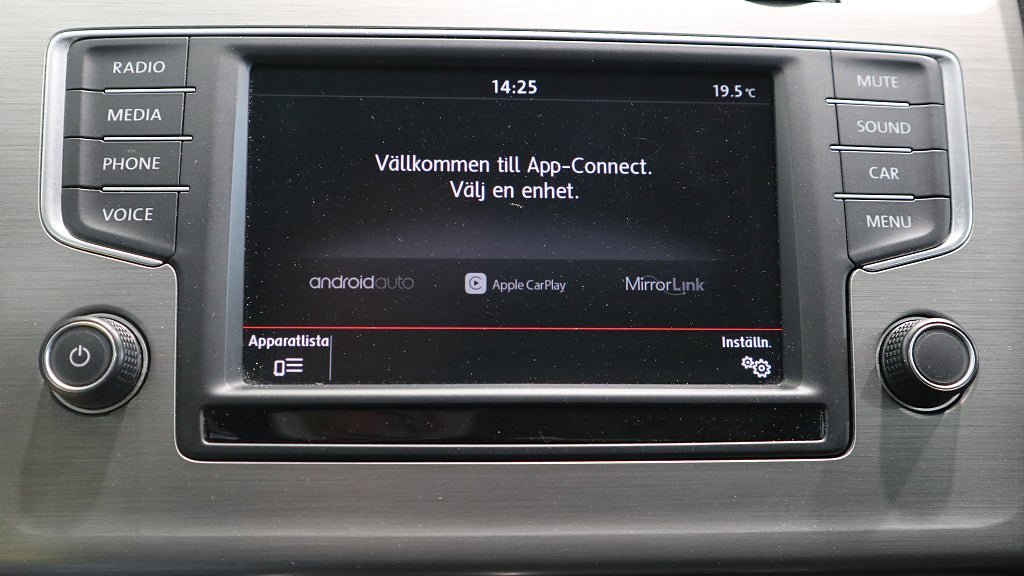 RADIO
MEDIA
PHONE
VOICE
14:25
19.5°C
Vällkommen till App-Connect.
Välj en enhet.
androidauto
Apple CarPlay
MirrorLink
Apparatlista
Inställn.
MUTE
SOUND
CAR
MENU